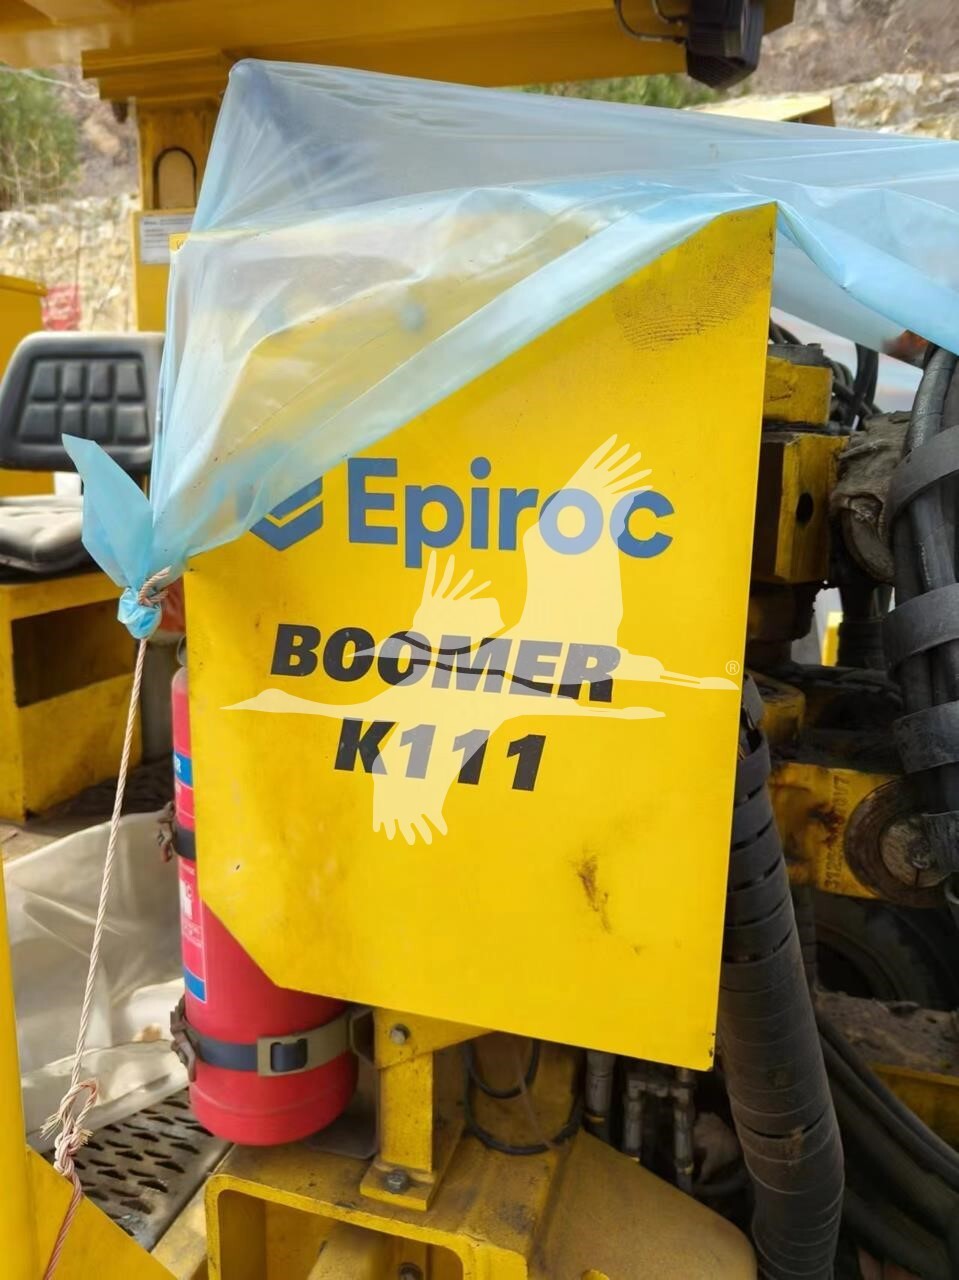 Epiroc
BOOMER
K111
®